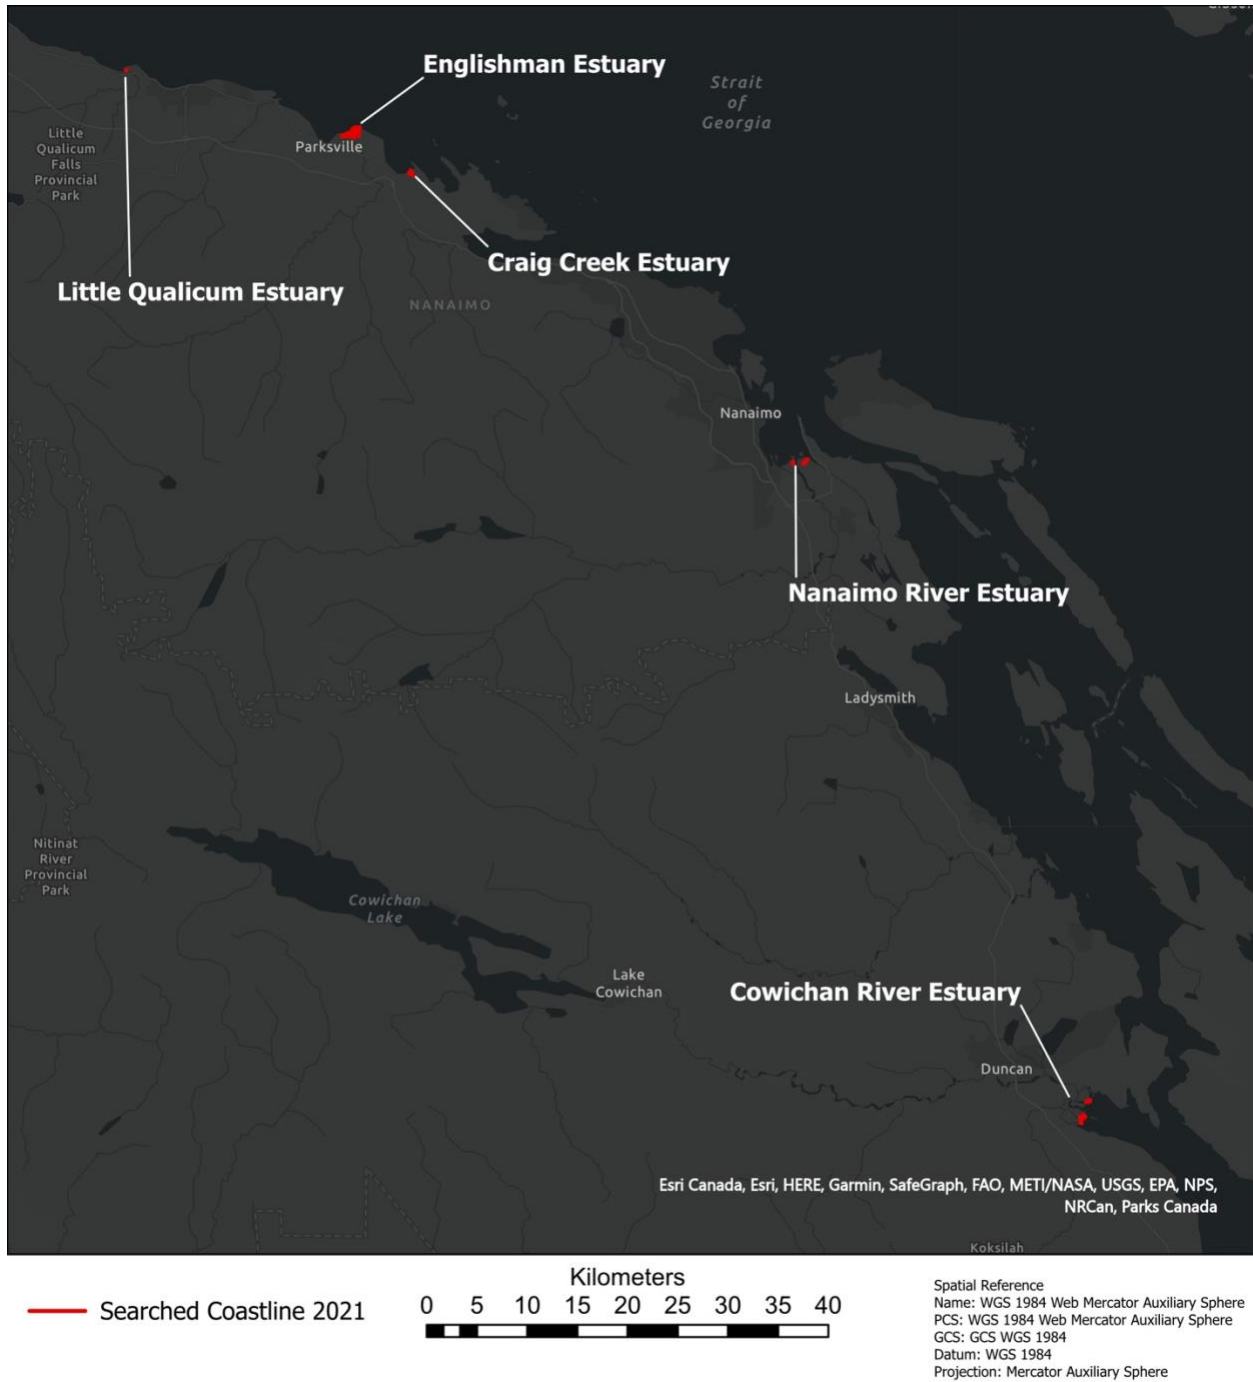 Englishman Estuary
Strait
of
Georgia
Little
Qualicum
Falls
Provincial
Park
Parksville
Craig Creek Estuary
Little Qualicum Estuary
NANAIMO
Nanaimo
Nanaimo River Estuary
Ladysmith
Nitinat
River
Provincial
Park
Cowichan
Lake
Lake
Cowichan
Cowichan River Estuary
Duncan
Esri Canada, Esri, HERE, Garmin, SafeGraph, FAO, METI/NASA, USGS, EPA, NPS,
NRCan, Parks Canada
Koksilah
Searched Coastline 2021
Kilometers
0 5 10 15 20 25 30 35 40
Spatial Reference
Name: WGS 1984 Web Mercator Auxiliary Sphere
PCS: WGS 1984 Web Mercator Auxiliary Sphere
GCS: GCS WGS 1984
Datum: WGS 1984
Projection: Mercator Auxiliary Sphere